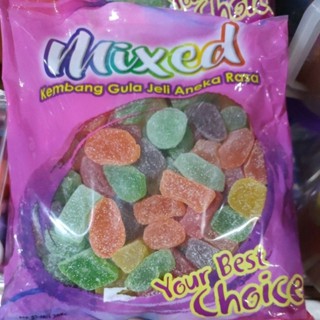 Mixed
Kembang Gula Jeli Aneka Rasa
Your Best
Choice